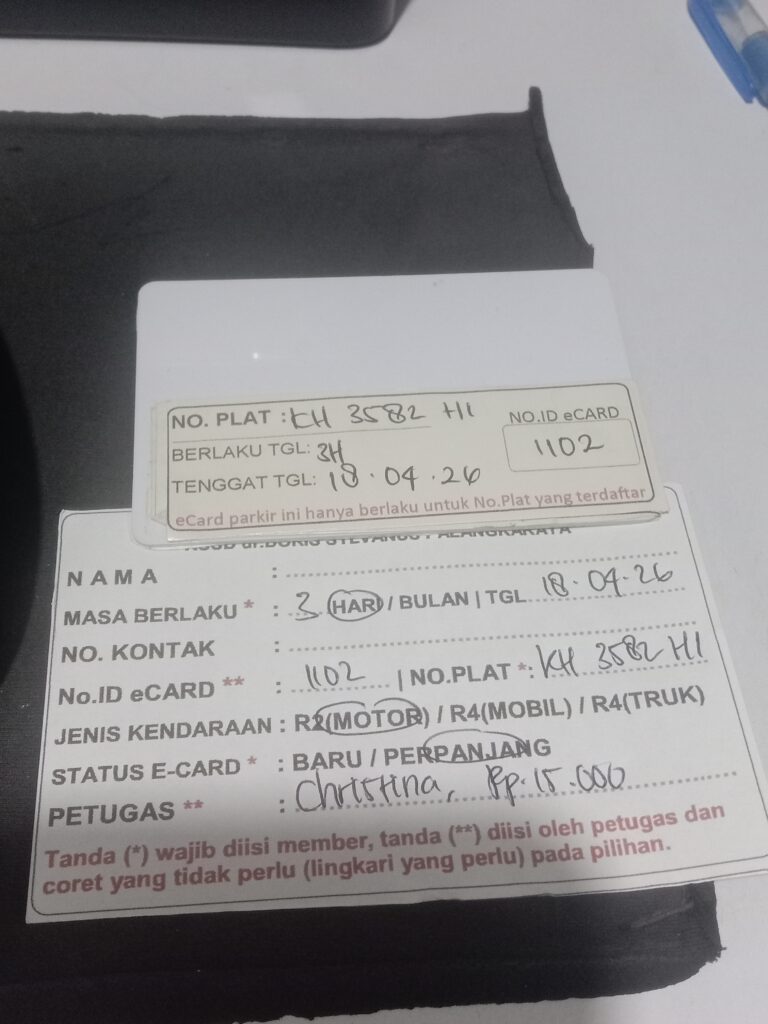 NO. PLAT : KH 3582 HI
NO.ID eCARD
1102
BERLAKU TGL: 3H
TENGGAT TGL: 18.04.26
eCard parkir ini hanya berlaku untuk No.Plat yang terdaftar
NAMA :
MASA BERLAKU * : 3 (HARI) / BULAN | TGL 18.04.26
NO. KONTAK :
No.ID eCARD ** : 1102 | NO.PLAT *: KH 3582 HI
JENIS KENDARAAN : R2(MOTOR) / R4(MOBIL) / R4(TRUK)
STATUS E-CARD * : BARU / PERPANJANG
PETUGAS ** : Christina, Rp. 15.000
Tanda (*) wajib diisi member, tanda (**) diisi oleh petugas dan
coret yang tidak perlu (lingkari yang perlu) pada pilihan.